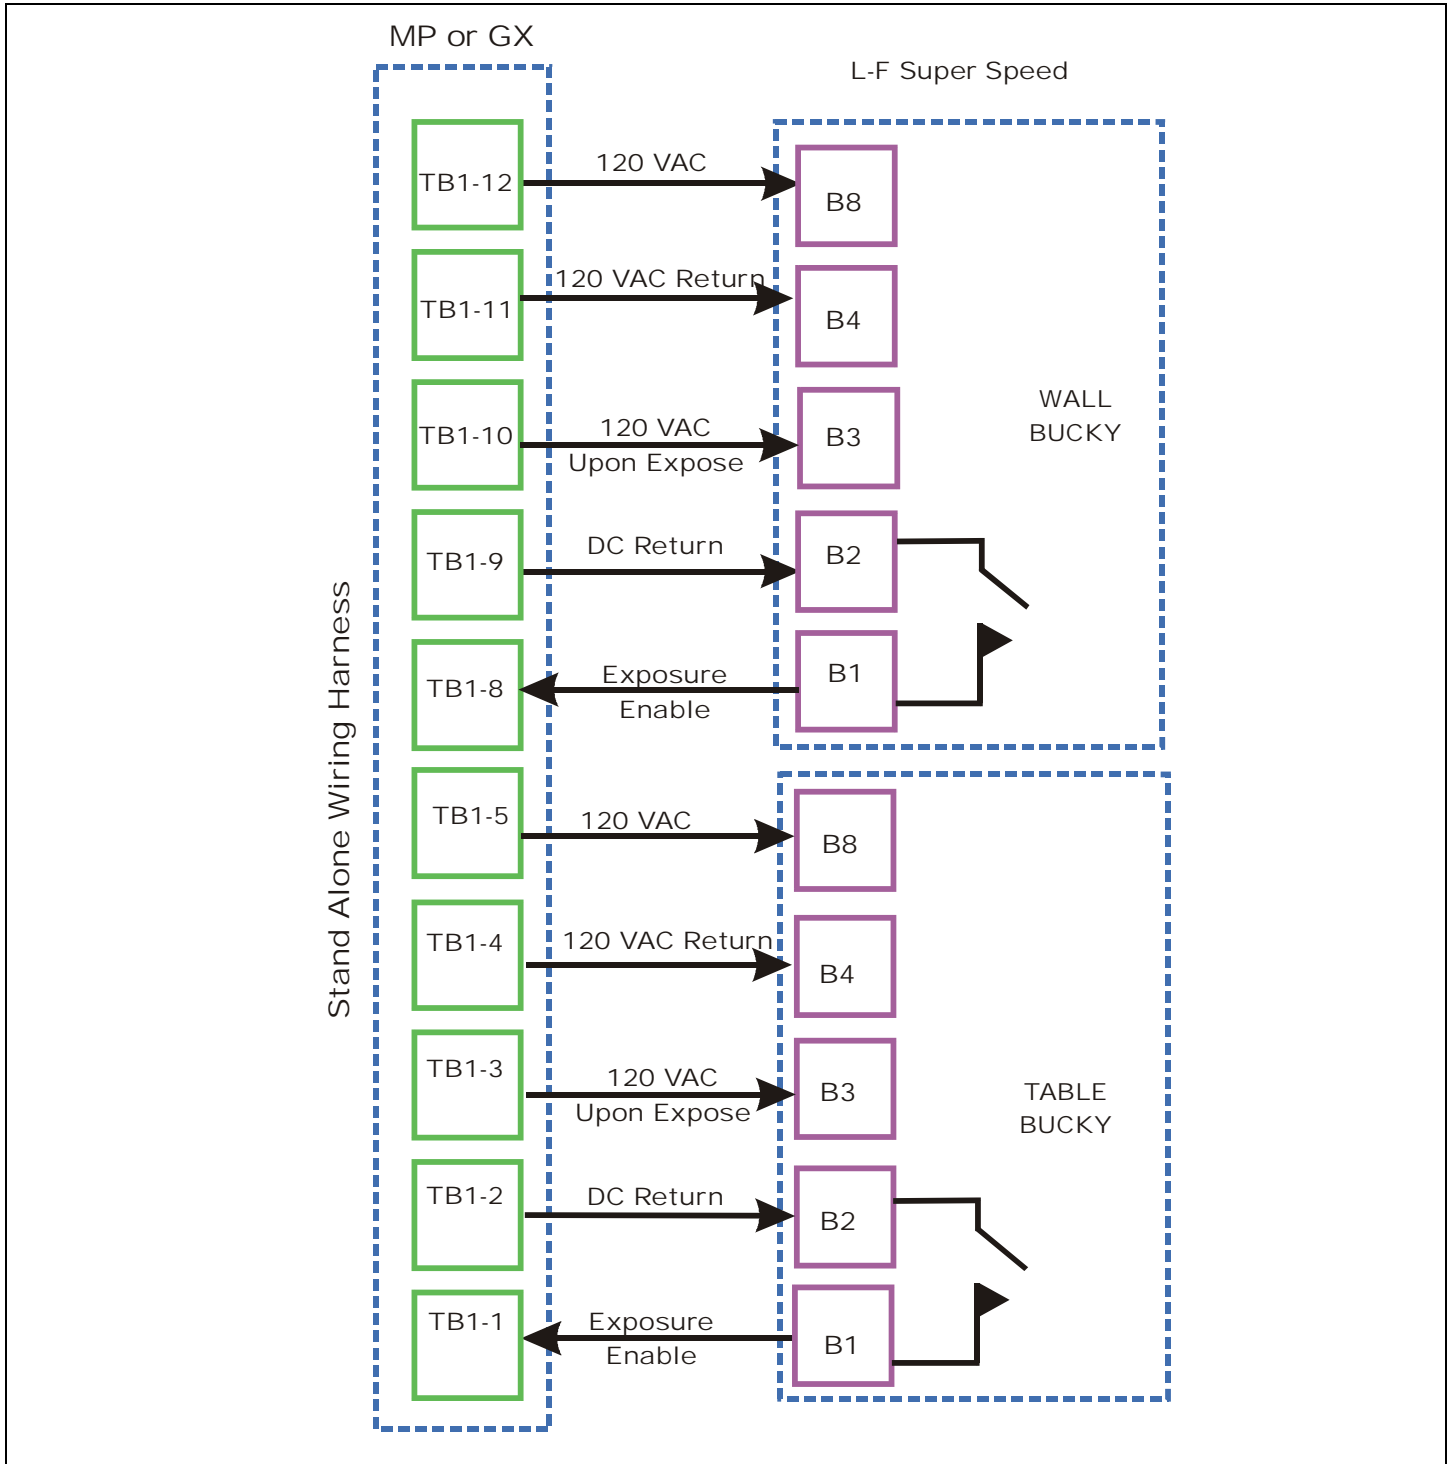 MP or GX
L-F Super Speed
Stand Alone Wiring Harness
TB1-12
120 VAC
B8
TB1-11
120 VAC Return
B4
TB1-10
120 VAC
Upon Expose
B3
WALL
BUCKY
TB1-9
DC Return
B2
TB1-8
Exposure
Enable
B1
TB1-5
120 VAC
B8
TB1-4
120 VAC Return
B4
TB1-3
120 VAC
Upon Expose
B3
TABLE
BUCKY
TB1-2
DC Return
B2
TB1-1
Exposure
Enable
B1